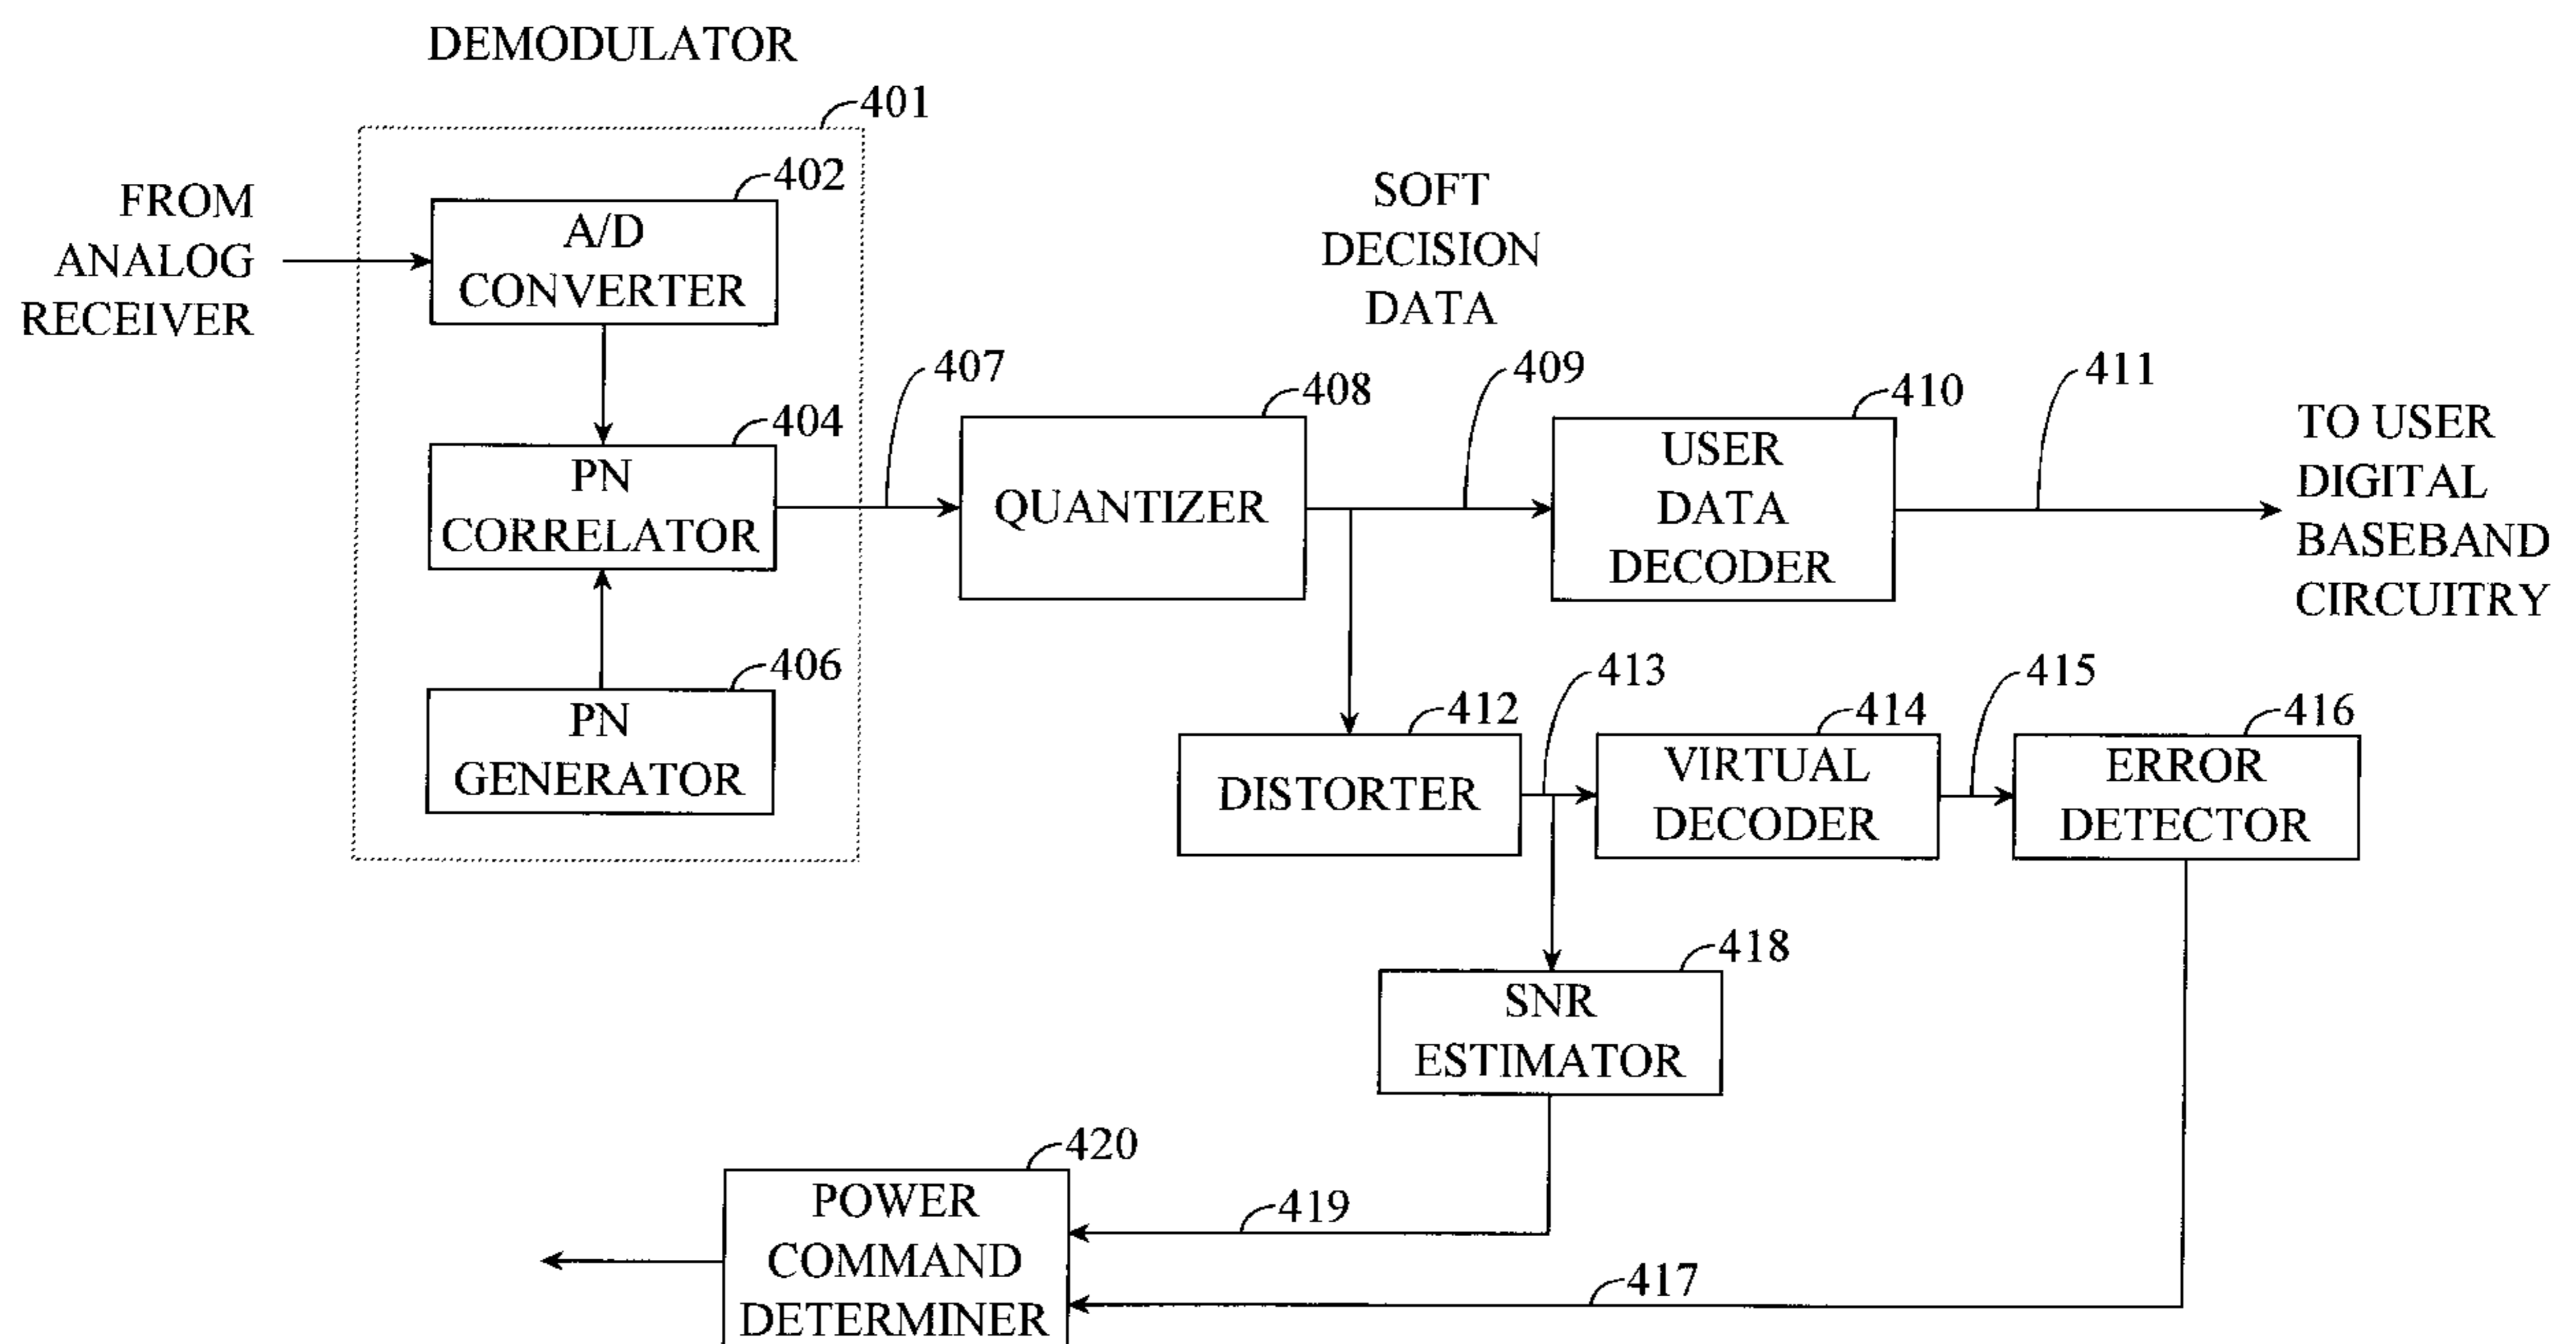 DEMODULATOR
401
FROM
ANALOG
RECEIVER
402
A/D
CONVERTER
404
PN
CORRELATOR
406
PN
GENERATOR
407
408
QUANTIZER
SOFT
DECISION
DATA
409
410
USER
DATA
DECODER
411
TO USER
DIGITAL
BASEBAND
CIRCUITRY
412
DISTORTER
413
414
VIRTUAL
DECODER
415
416
ERROR
DETECTOR
418
SNR
ESTIMATOR
420
POWER
COMMAND
DETERMINER
419
417